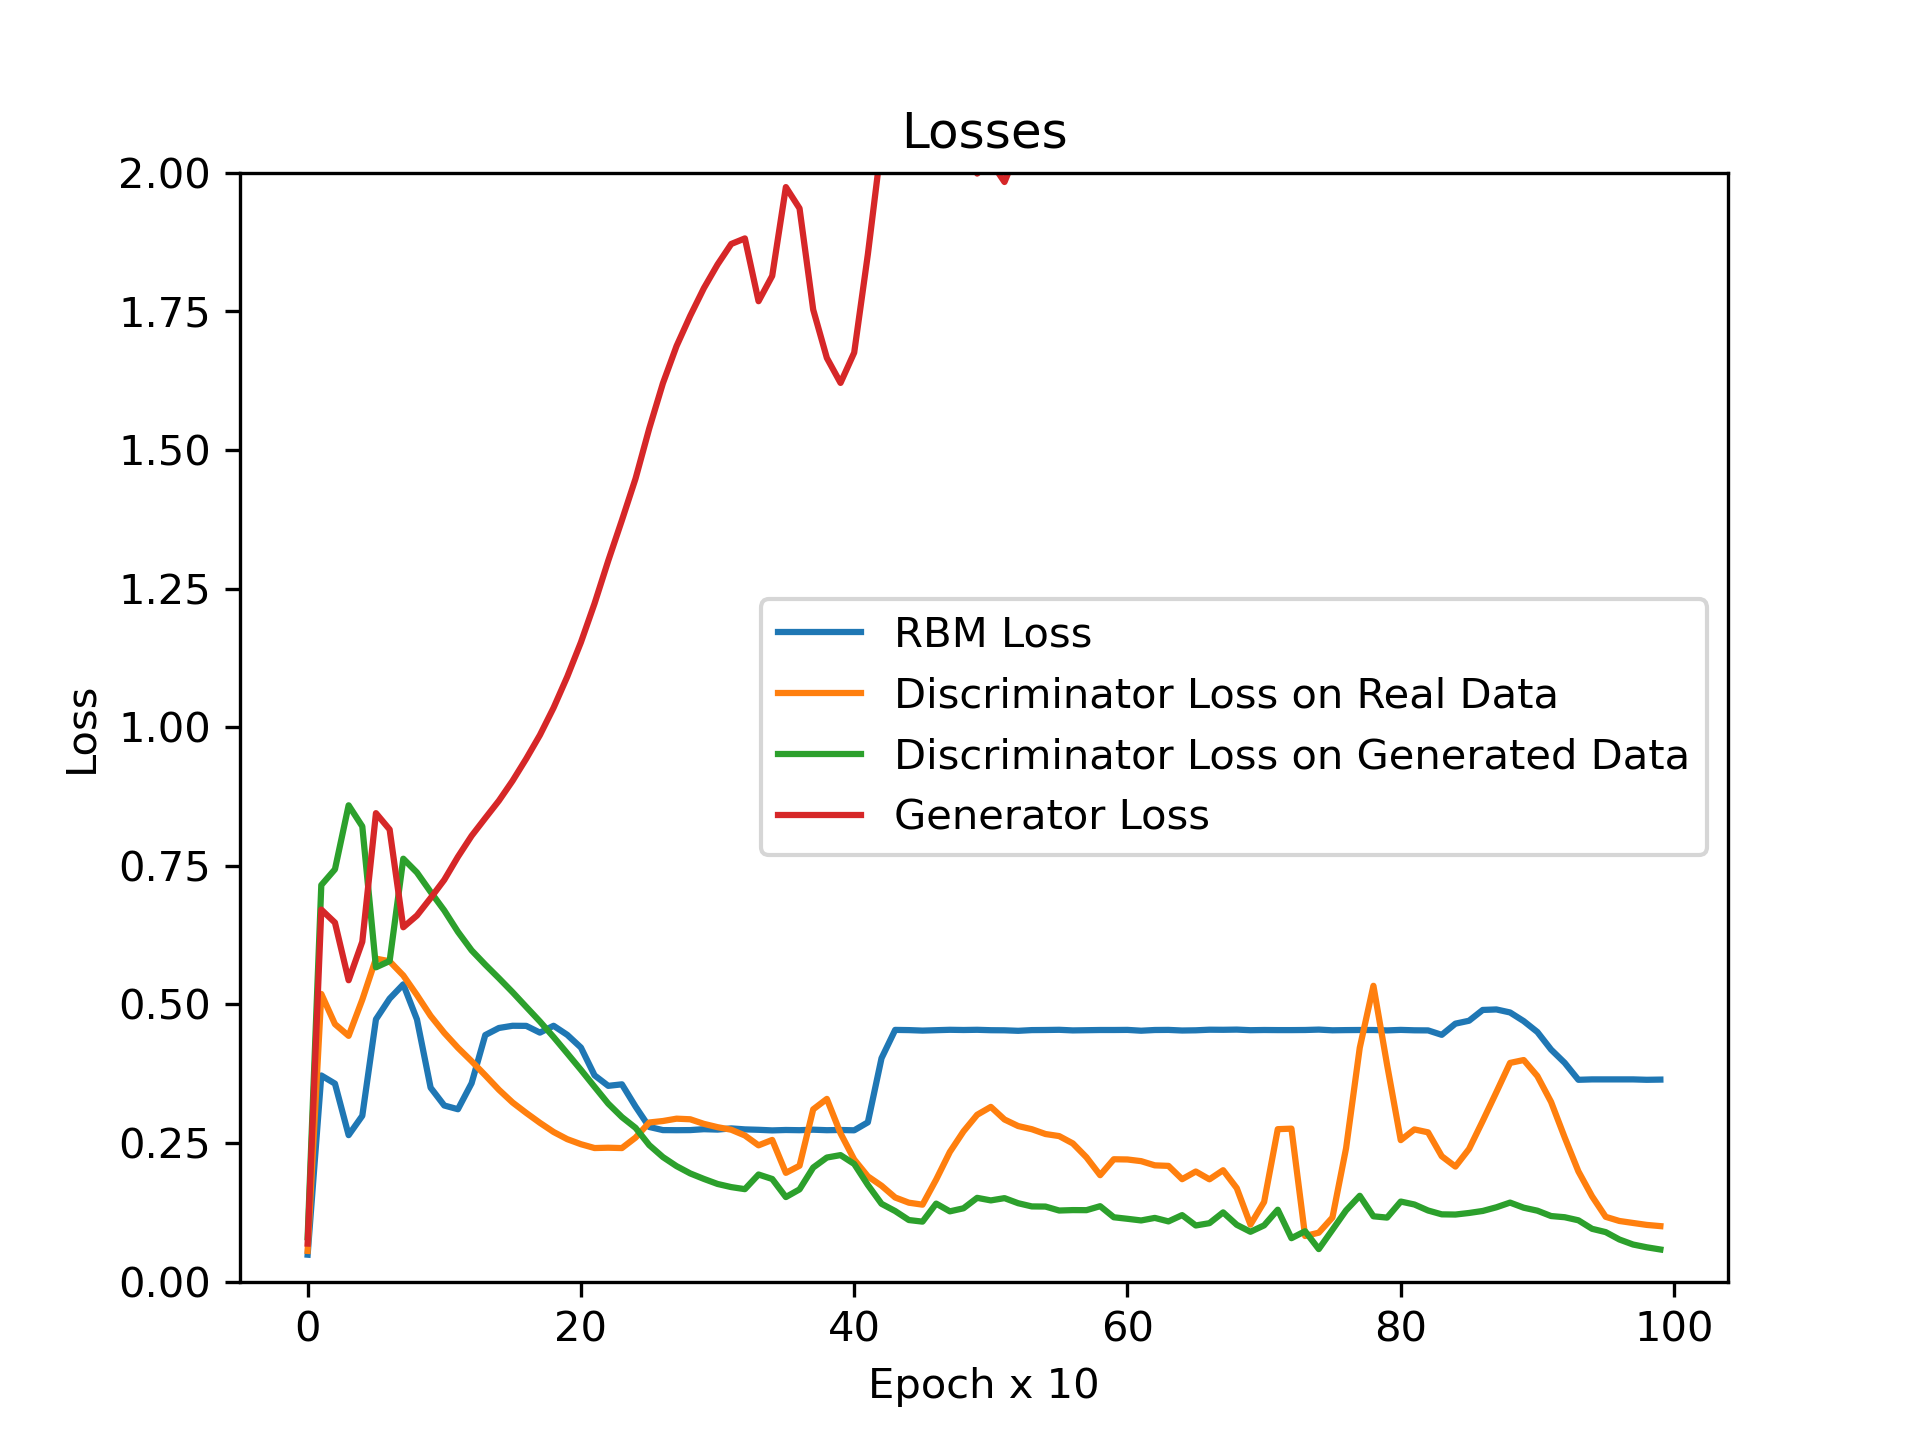 Losses
2.00
1.75
1.50
1.25
1.00
0.75
0.50
0.25
0.00
Loss
RBM Loss
Discriminator Loss on Real Data
Discriminator Loss on Generated Data
Generator Loss
0 20 40 60 80 100
Epoch x 10